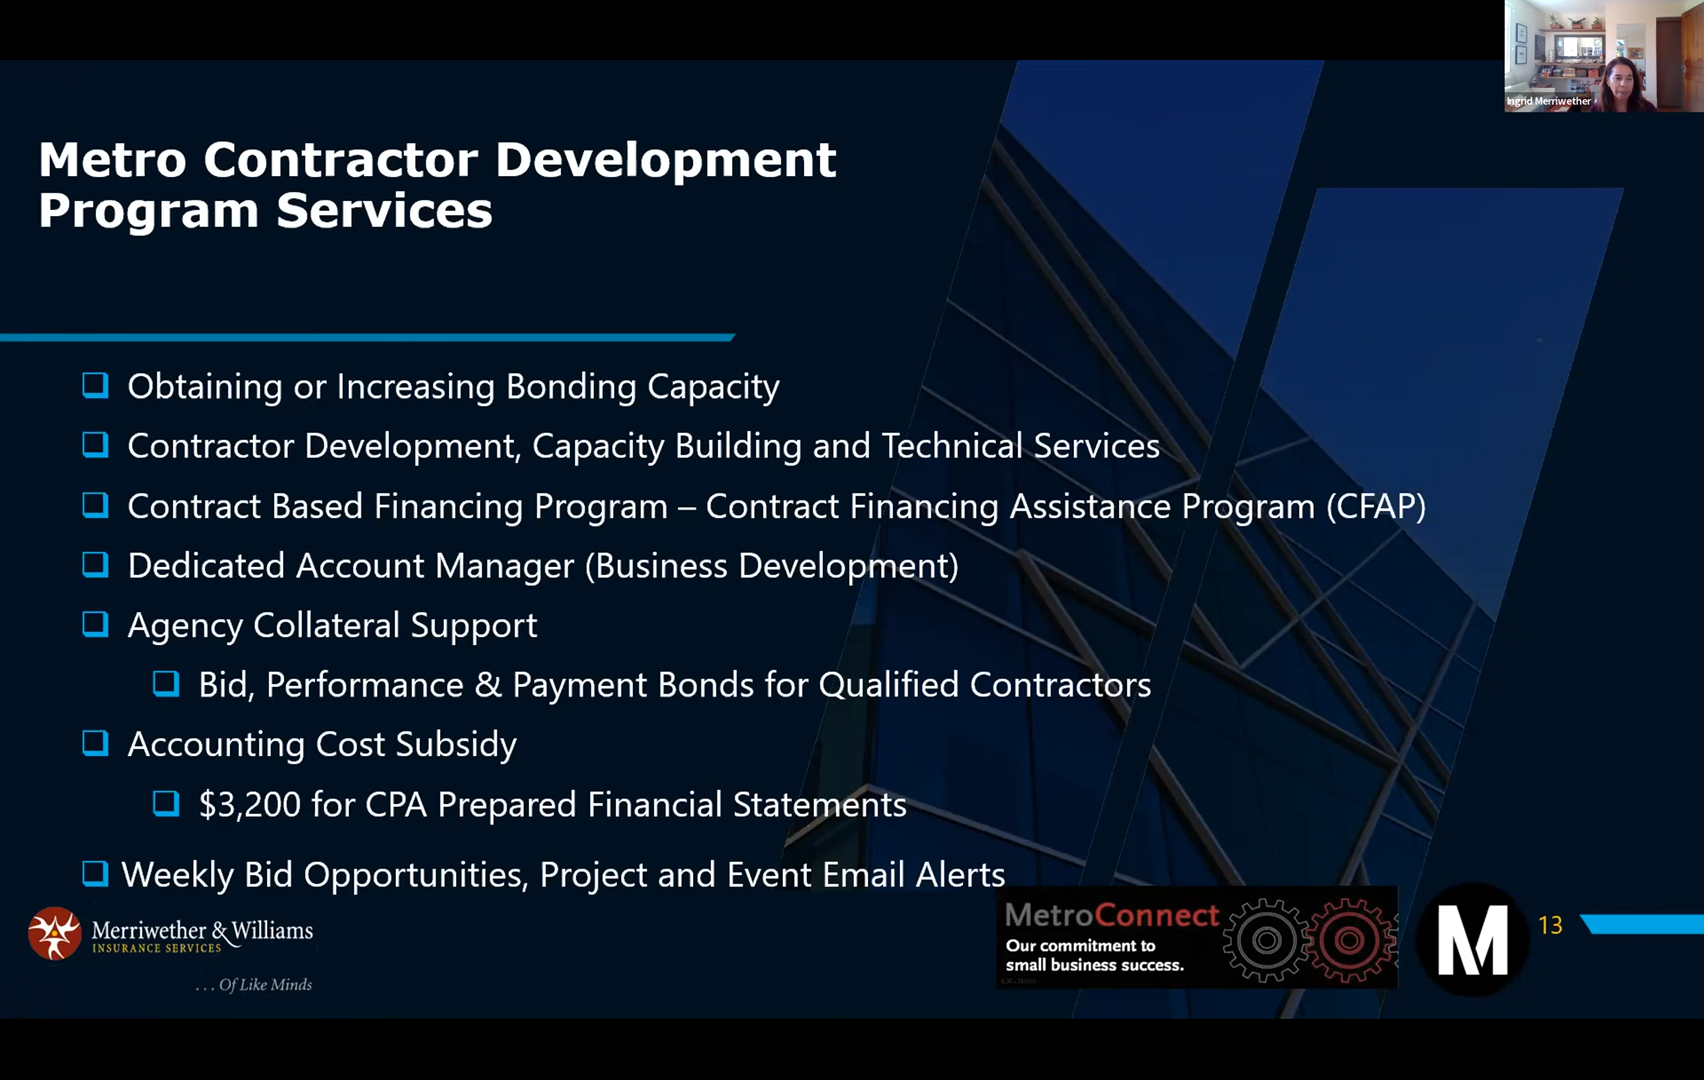 Ingrid Merriwether
Metro Contractor Development
Program Services
Obtaining or Increasing Bonding Capacity
Contractor Development, Capacity Building and Technical Services
Contract Based Financing Program – Contract Financing Assistance Program (CFAP)
Dedicated Account Manager (Business Development)
Agency Collateral Support
Bid, Performance & Payment Bonds for Qualified Contractors
Accounting Cost Subsidy
$3,200 for CPA Prepared Financial Statements
Weekly Bid Opportunities, Project and Event Email Alerts
Merriwether & Williams
INSURANCE SERVICES
. . . Of Like Minds
MetroConnect
Our commitment to
small business success.
M
13